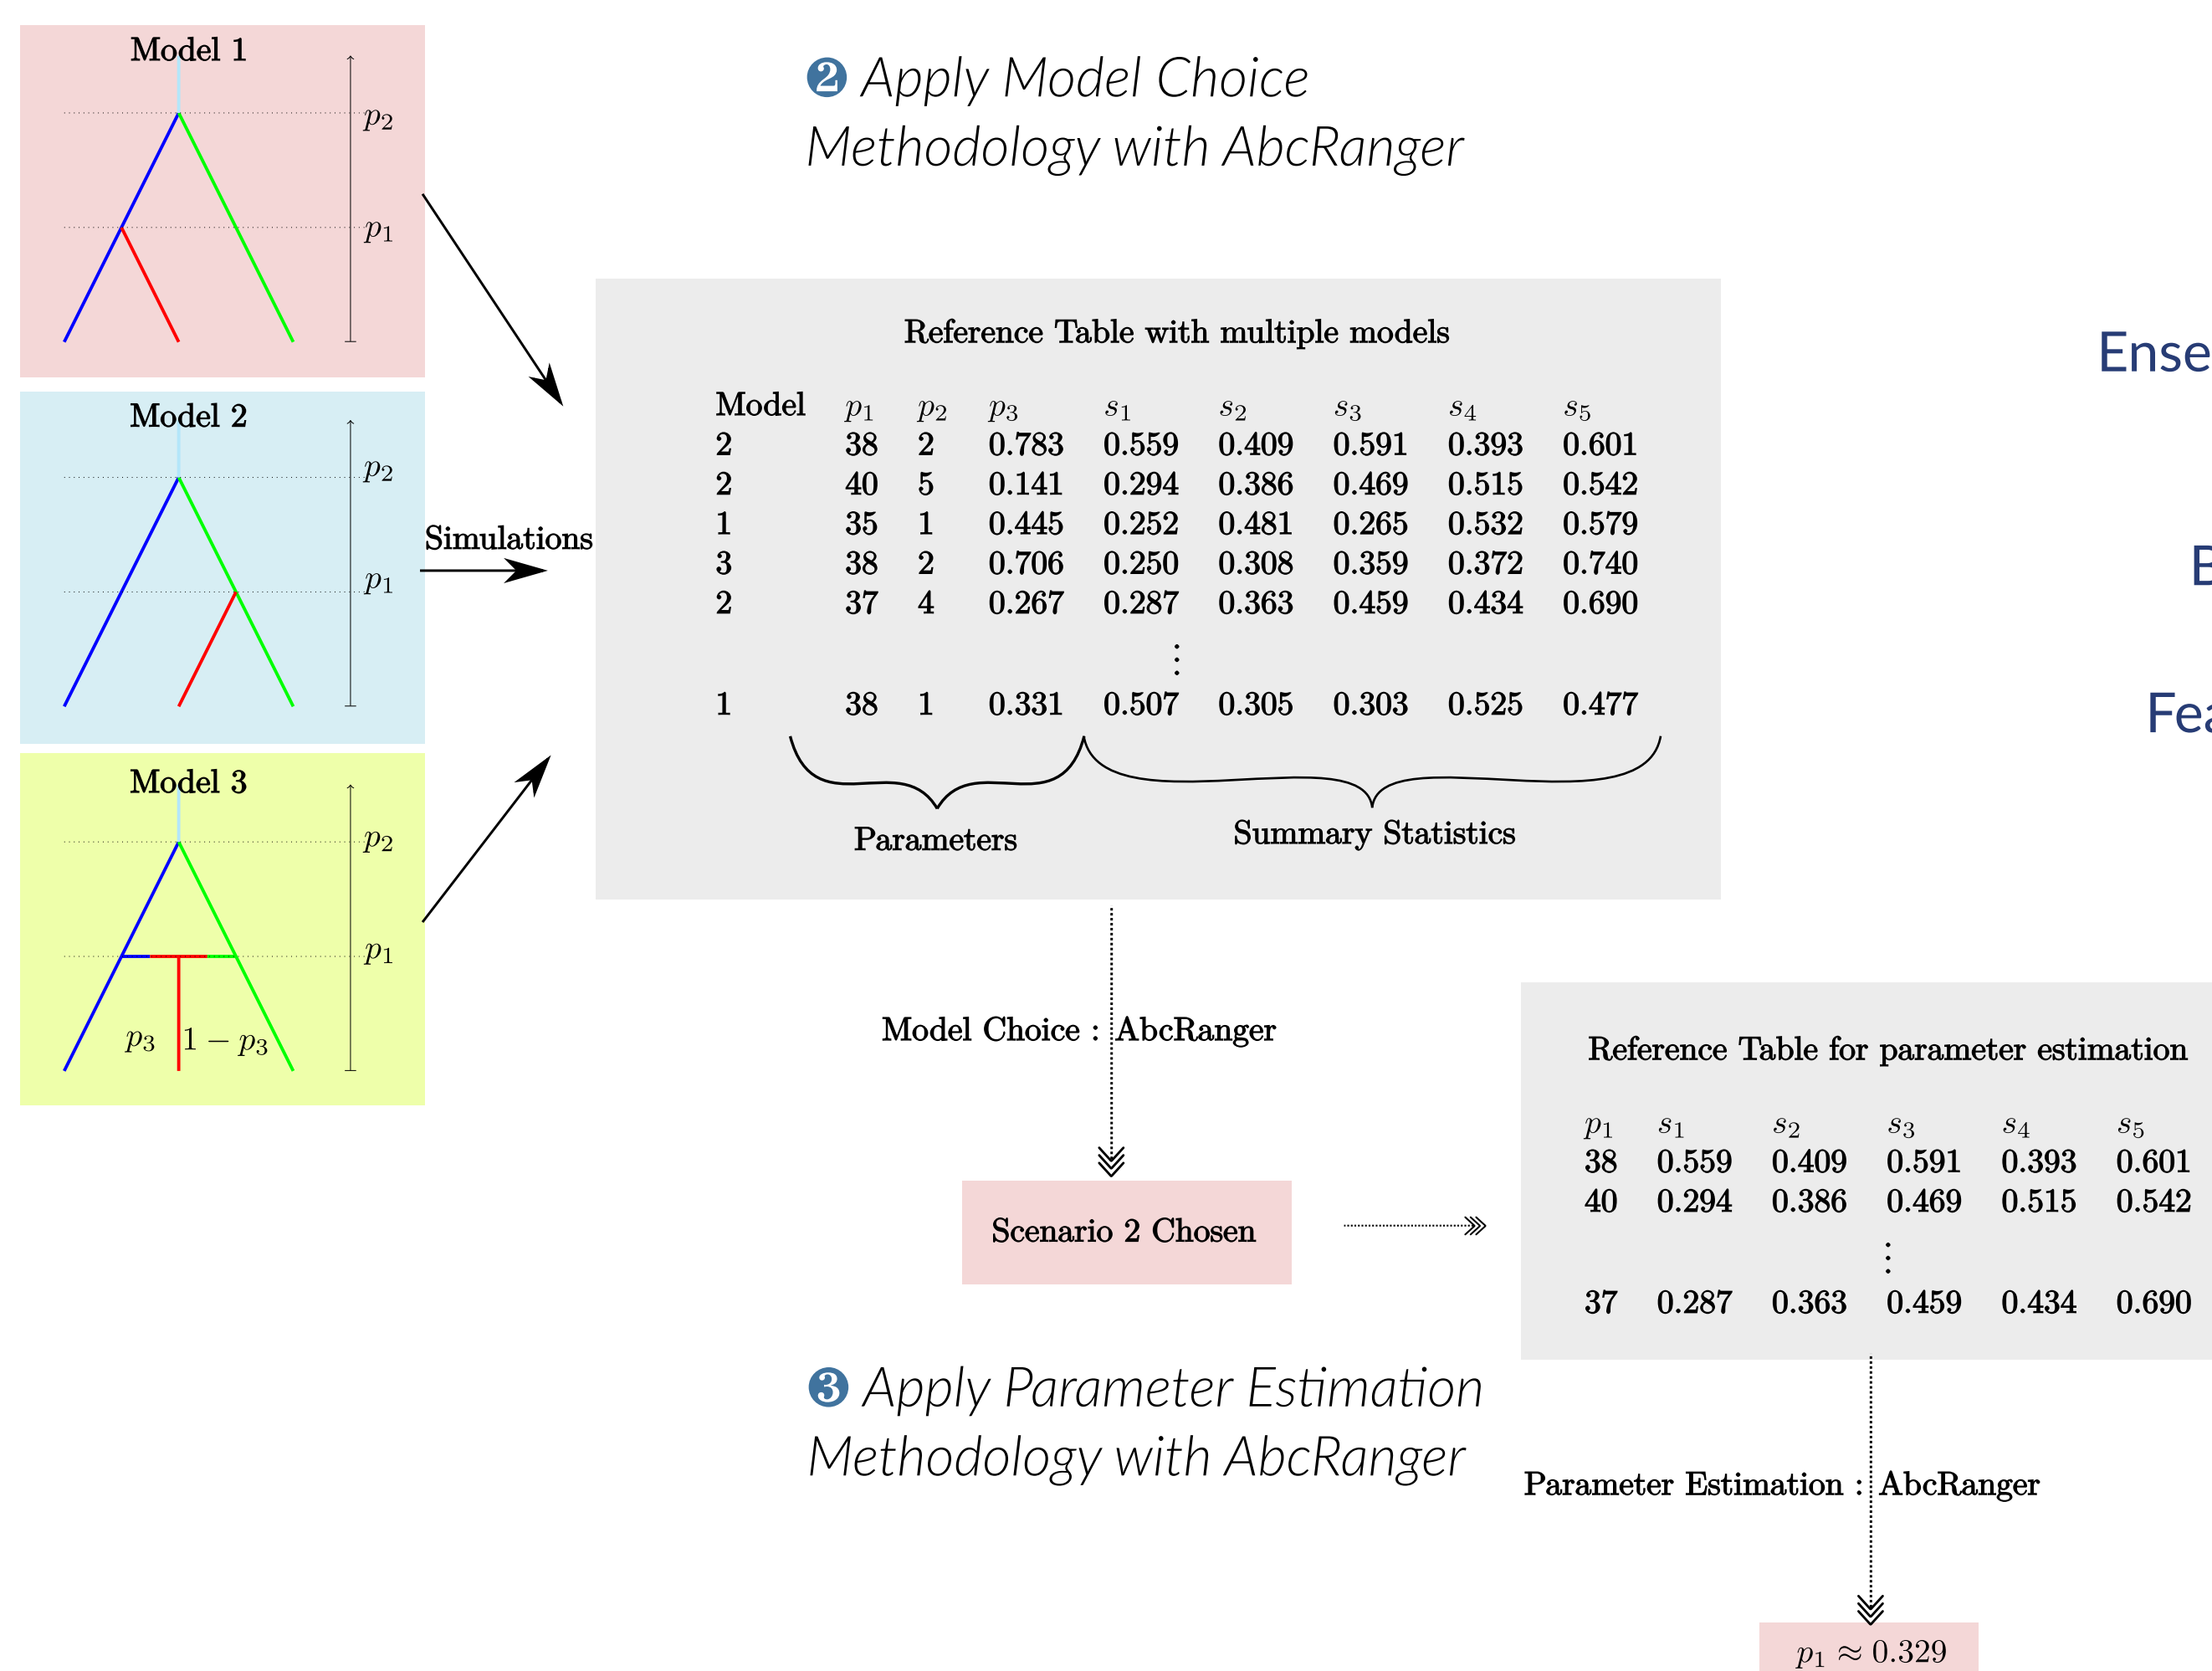 Model 1
p2
p1
Model 2
p2
p1
Model 3
p2
p1
p3 1 − p3
Simulations
❷ Apply Model Choice
Methodology with AbcRanger
Reference Table with multiple models
Model p1 p2 p3 s1 s2 s3 s4 s5
2 38 2 0.783 0.559 0.409 0.591 0.393 0.601
2 40 5 0.141 0.294 0.386 0.469 0.515 0.542
1 35 1 0.445 0.252 0.481 0.265 0.532 0.579
3 38 2 0.706 0.250 0.308 0.359 0.372 0.740
2 37 4 0.267 0.287 0.363 0.459 0.434 0.690
⋮
1 38 1 0.331 0.507 0.305 0.303 0.525 0.477
Parameters
Summary Statistics
Model Choice : AbcRanger
Scenario 2 Chosen
Reference Table for parameter estimation
p1 s1 s2 s3 s4 s5
38 0.559 0.409 0.591 0.393 0.601
40 0.294 0.386 0.469 0.515 0.542
⋮
37 0.287 0.363 0.459 0.434 0.690
❸ Apply Parameter Estimation
Methodology with AbcRanger
Parameter Estimation : AbcRanger
p1 ≈ 0.329